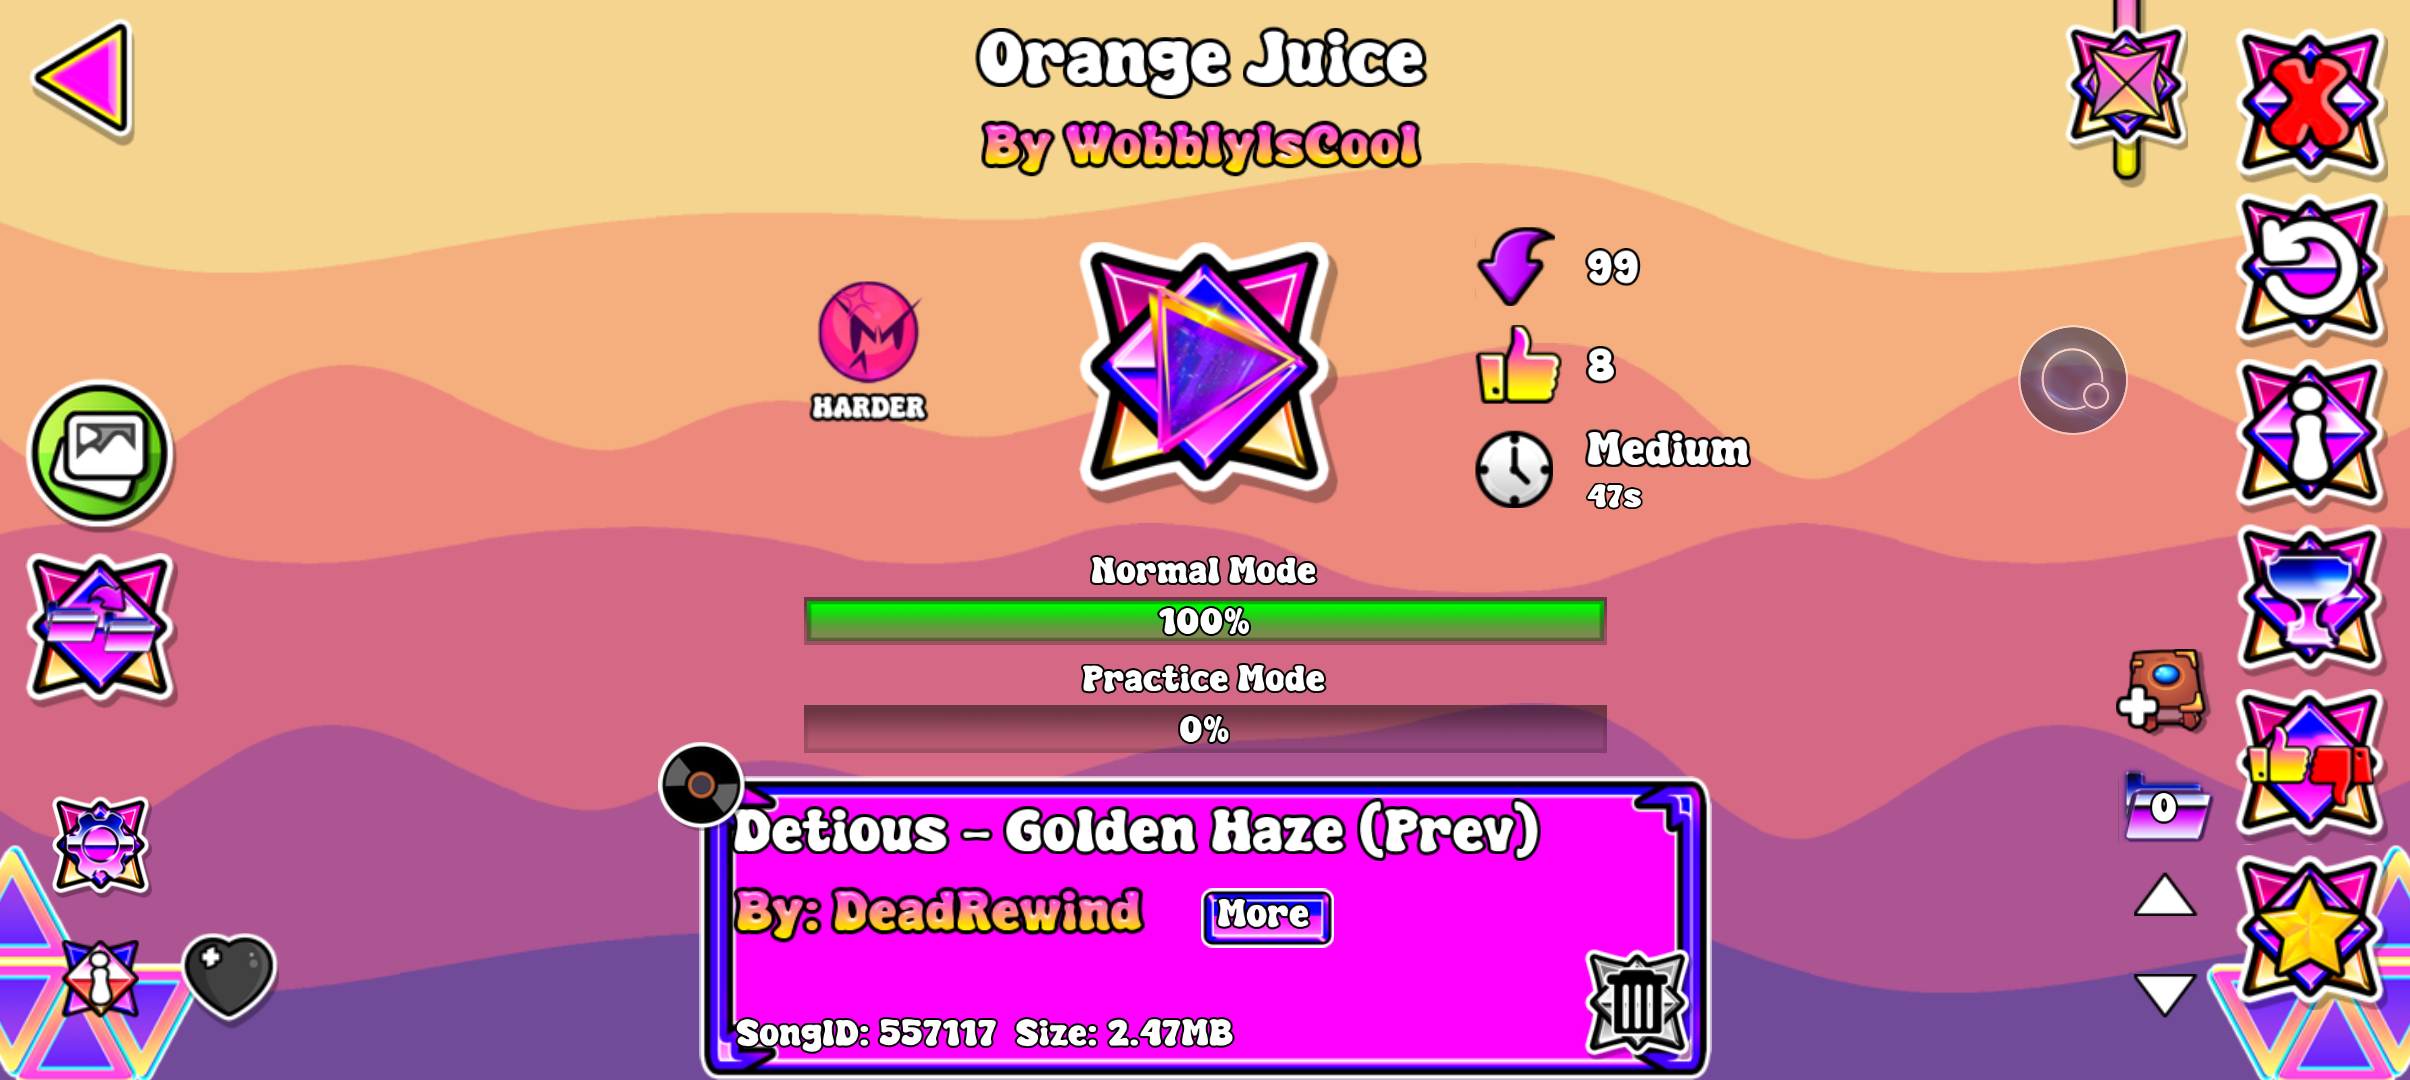 Orange Juice
By WobblyIsCool
99
HARDER
8
Medium
47s
Normal Mode
100%
Practice Mode
0%
0
Detious - Golden Haze (Prev)
By: DeadRewind
More
SongID: 557117 Size: 2.47MB